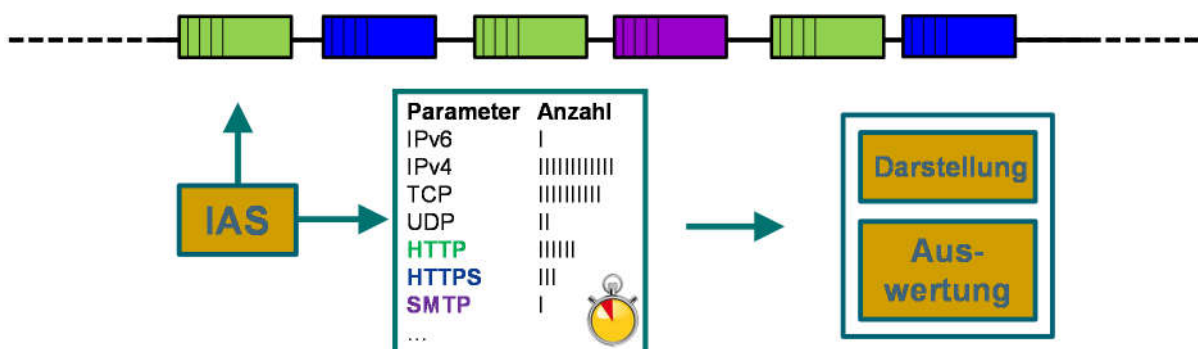 Parameter Anzahl
IPv6 I
IPv4 IIIIIIIIIIII
TCP IIIIIIIIII
UDP II
HTTP IIIIII
HTTPS III
SMTP I
...
IAS
Darstellung
Aus-
wertung